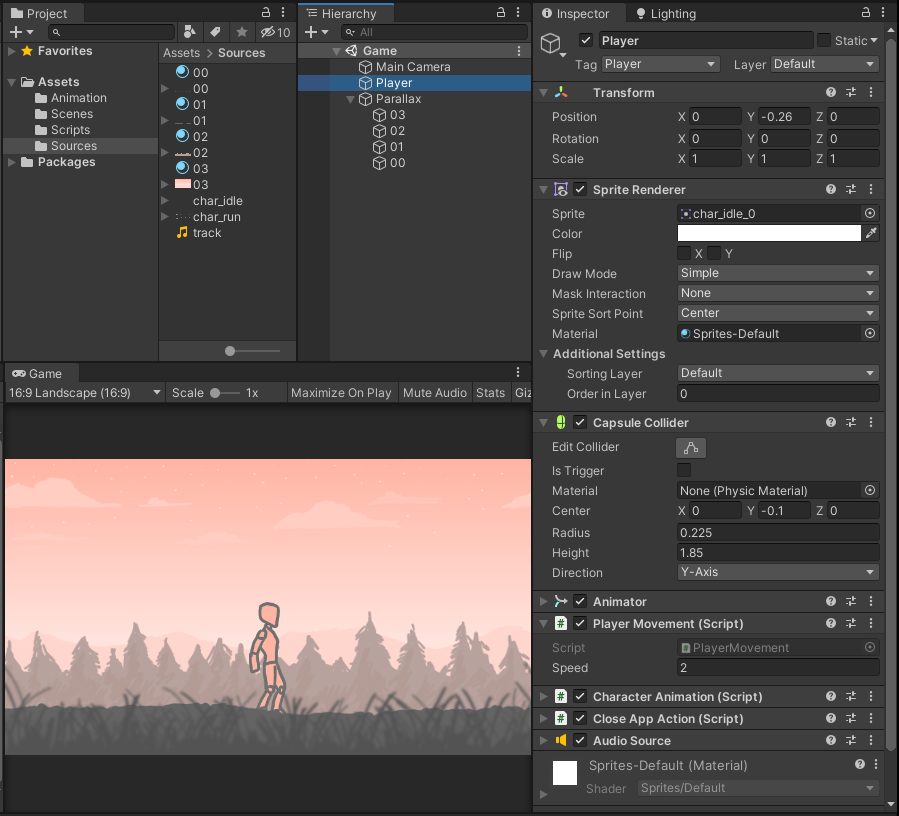 Project
10
Favorites
Assets
Animation
Scenes
Scripts
Sources
Packages
Assets > Sources
00
00
01
01
02
02
03
03
char_idle
char_run
track
Hierarchy
All
Game
Main Camera
Player
Parallax
03
02
01
00
Game
16:9 Landscape (16:9) Scale 1x Maximize On Play Mute Audio Stats Giz
Inspector Lighting
Player Static
Tag Player Layer Default
Transform
Position X 0 Y -0.26 Z 0
Rotation X 0 Y 0 Z 0
Scale X 1 Y 1 Z 1
Sprite Renderer
Sprite char_idle_0
Color
Flip X Y
Draw Mode Simple
Mask Interaction None
Sprite Sort Point Center
Material Sprites-Default
Additional Settings
Sorting Layer Default
Order in Layer 0
Capsule Collider
Edit Collider
Is Trigger
Material None (Physic Material)
Center X 0 Y -0.1 Z 0
Radius 0.225
Height 1.85
Direction Y-Axis
Animator
# Player Movement (Script)
Script # PlayerMovement
Speed 2
# Character Animation (Script)
# Close App Action (Script)
Audio Source
Sprites-Default (Material)
Shader Sprites/Default